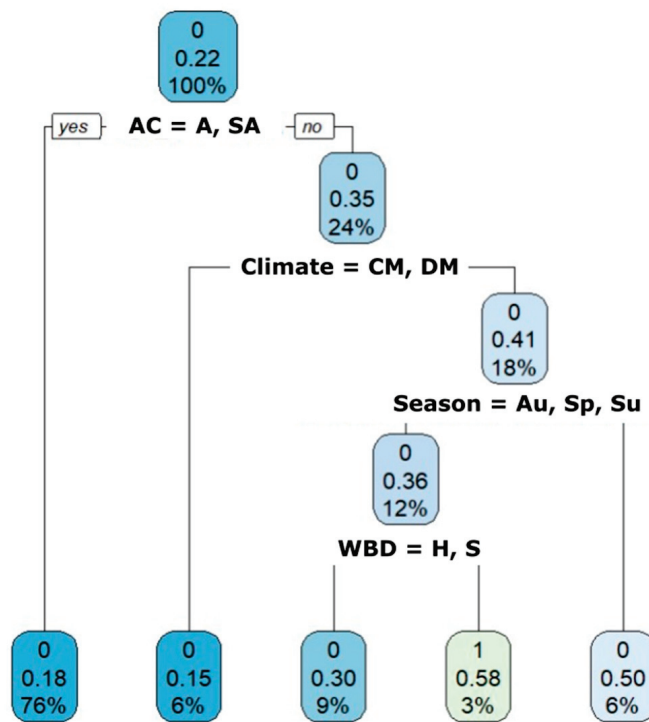 0
0.22
100%
yes AC = A, SA no
0
0.35
24%
Climate = CM, DM
0
0.41
18%
Season = Au, Sp, Su
0
0.36
12%
WBD = H, S
0 0 0 1 0
0.18 0.15 0.30 0.58 0.50
76% 6% 9% 3% 6%